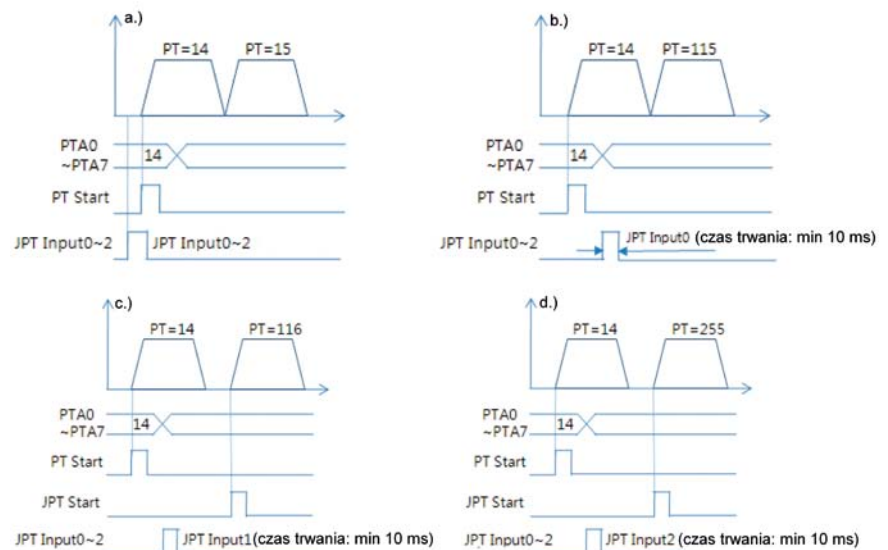 a.)
PT=14 PT=15
PTA0
~PTA7
14
PT Start
JPT Input0~2 JPT Input0~2
b.)
PT=14 PT=115
PTA0
~PTA7
14
PT Start
JPT Input0~2 JPT Input0 (czas trwania: min 10 ms)
c.)
PT=14 PT=116
PTA0
~PTA7
14
PT Start
JPT Start
JPT Input0~2 JPT Input1(czas trwania: min 10 ms)
d.)
PT=14 PT=255
PTA0
~PTA7
14
PT Start
JPT Start
JPT Input0~2 JPT Input2 (czas trwania: min 10 ms)